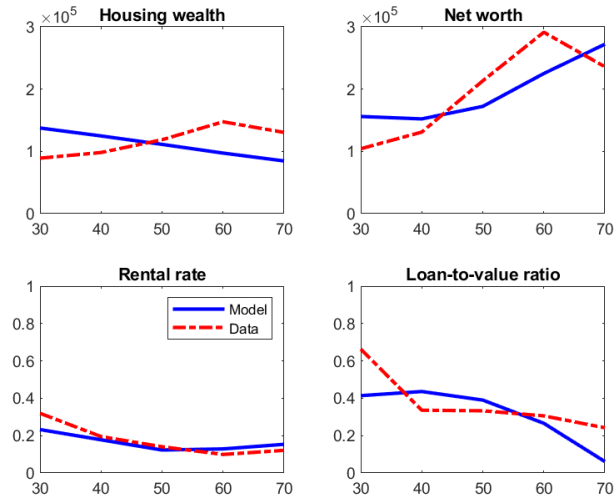 Housing wealth
×10^5
3
2
1
0
30 40 50 60 70
Net worth
×10^5
3
2
1
0
30 40 50 60 70
Rental rate
1
0.8
0.6
0.4
0.2
0
30 40 50 60 70
Model
Data
Loan-to-value ratio
1
0.8
0.6
0.4
0.2
0
30 40 50 60 70